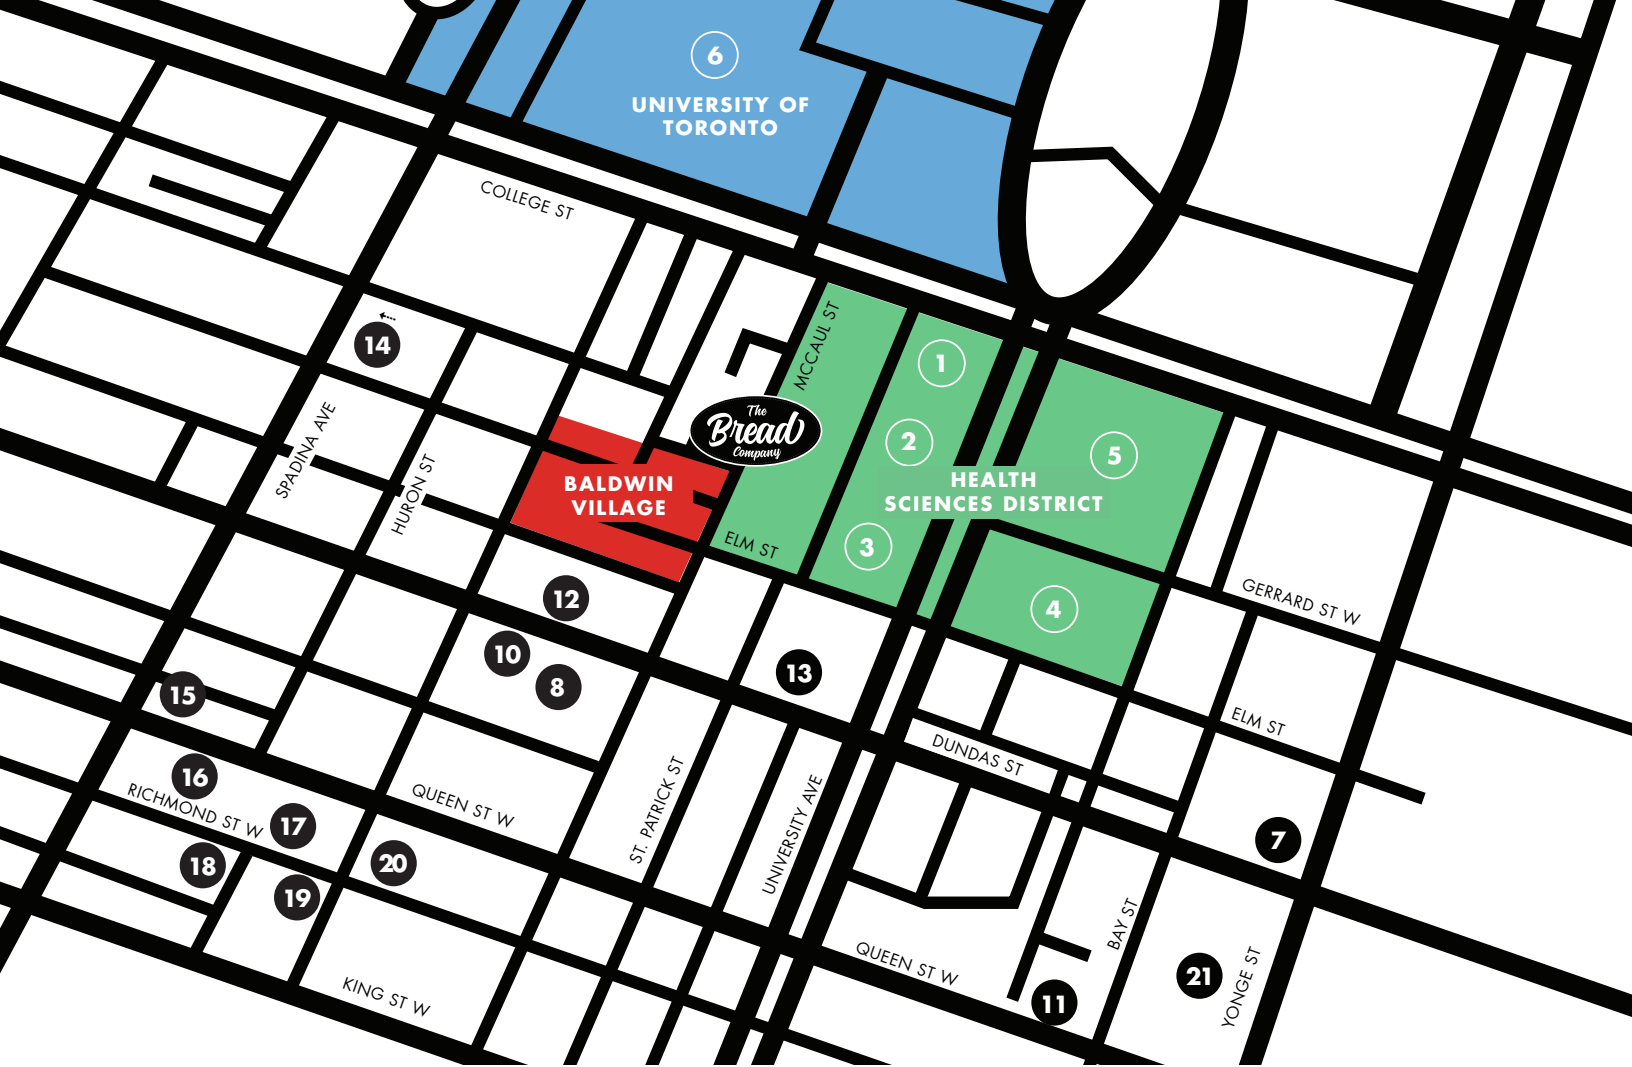 6
UNIVERSITY OF
TORONTO
COLLEGE ST
MCCAUL ST
14
1
The
Bread
Company
2
5
SPADINA AVE
HURON ST
BALDWIN
VILLAGE
HEALTH
SCIENCES DISTRICT
ELM ST
3
12
4
GERRARD ST W
10
8
13
15
ELM ST
DUNDAS ST
16
RICHMOND ST W
17
QUEEN ST W
ST. PATRICK ST
UNIVERSITY AVE
7
18
20
19
BAY ST
QUEEN ST W
KING ST W
11
21
YONGE ST